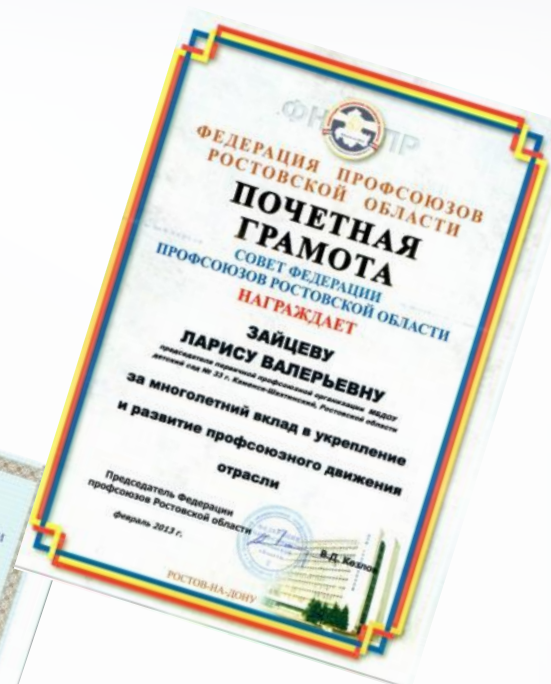 ФЕДЕРАЦИЯ ПРОФСОЮЗОВ
РОСТОВСКОЙ ОБЛАСТИ
ПОЧЕТНАЯ
ГРАМОТА
СОВЕТ ФЕДЕРАЦИИ
ПРОФСОЮЗОВ РОСТОВСКОЙ ОБЛАСТИ
НАГРАЖДАЕТ
ЗАЙЦЕВУ
ЛАРИСУ ВАЛЕРЬЕВНУ
председателя первичной профсоюзной организации МБДОУ
детский сад № 33 г. Каменск-Шахтинский, Ростовской области
за многолетний вклад в укрепление
и развитие профсоюзного движения
отрасли
Председатель Федерации
профсоюзов Ростовской области
В.Д. Козлов
февраль 2013 г.
РОСТОВ-НА-ДОНУ